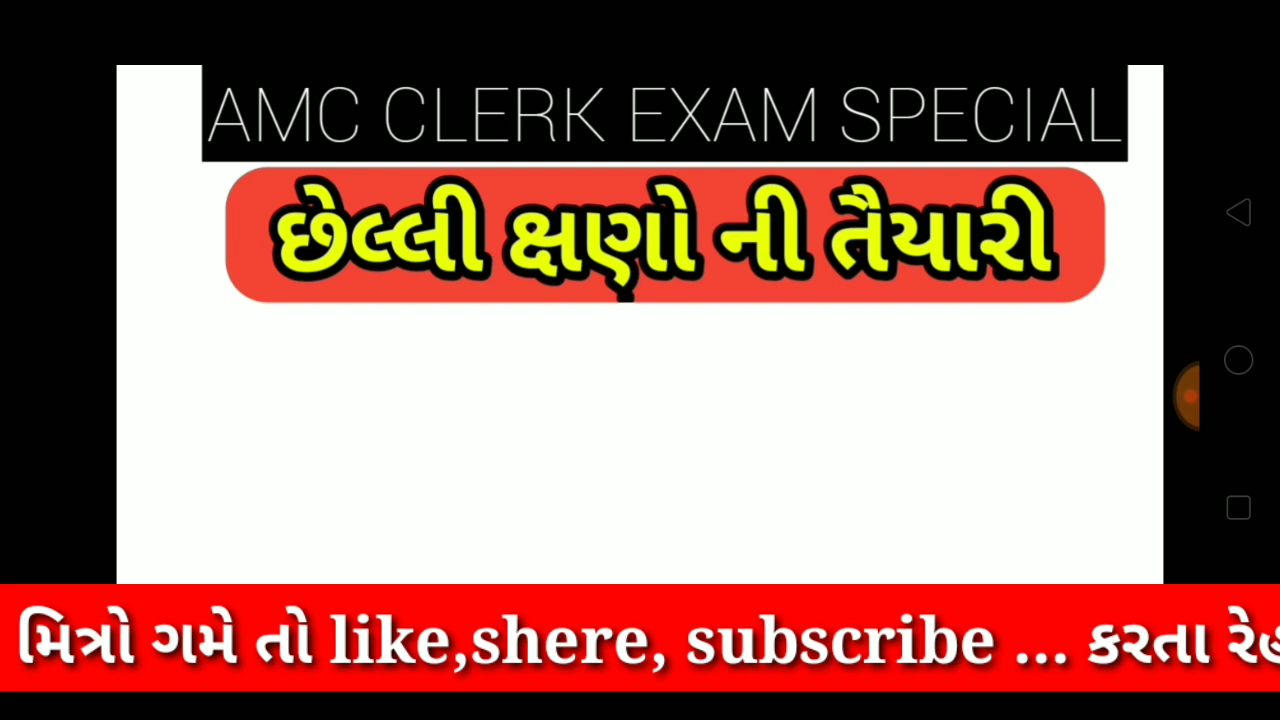 AMC CLERK EXAM SPECIAL
છેલ્લી ક્ષણો ની તૈયારી
મિત્રો ગમે તો like,shere, subscribe ... કરતા